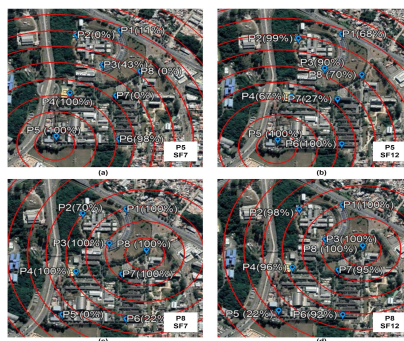 P2(0%) P1(11%)
P3(43%) P8 (0%)
P4(100%) P7(0%)
P5 (100%) P6(98%)
P5
SF7
(a)
P2(99%) P1(68%)
P3(90%)
P8 (70%)
P4(67%) P7(27%)
P5 (100%) P6(100%)
P5
SF12
(b)
P2(70%) P1(100%)
P3(100%) P8 (100%)
P4(100%) P7(100%)
P5 (0%) P6(22%)
P8
SF7
(c)
P2(98%) P1(100%)
P3(100%)
P8 (100%)
P4(96%) P7(95%)
P5 (22%) P6(93%)
P8
SF12
(d)